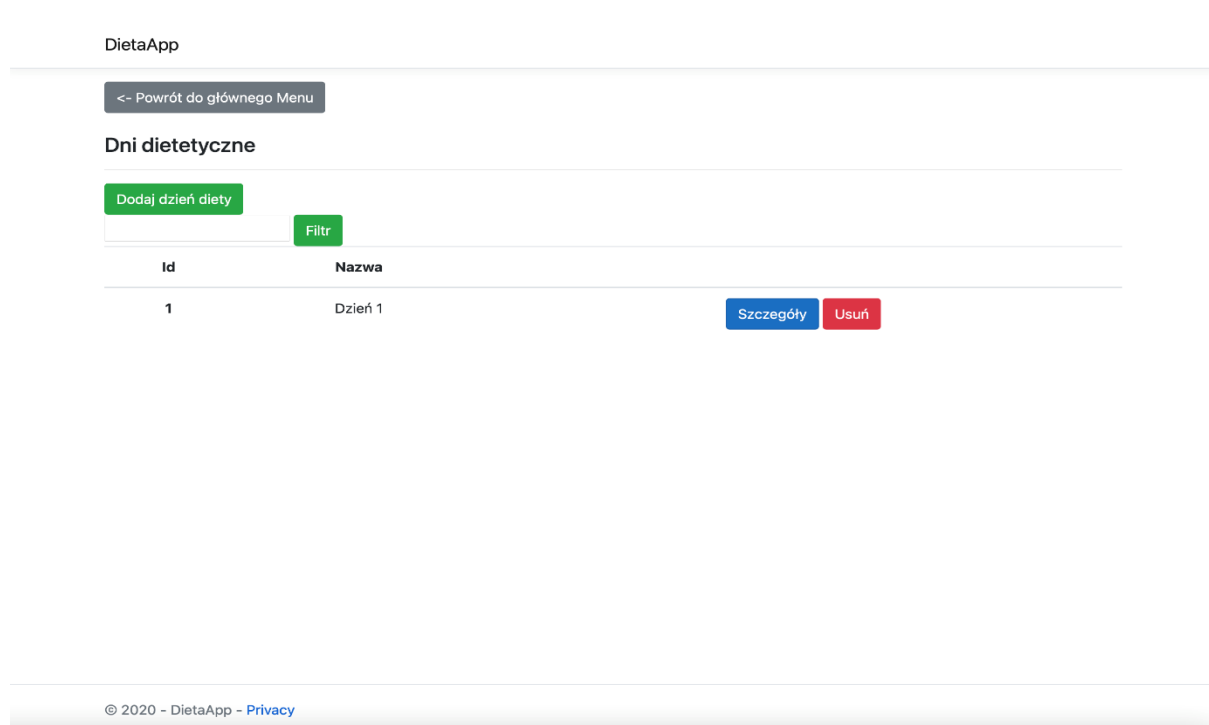 DietaApp
<- Powrót do głównego Menu
Dni dietetyczne
Dodaj dzień diety
Filtr
Id Nazwa
1 Dzień 1 Szczegóły Usuń
© 2020 - DietaApp - Privacy